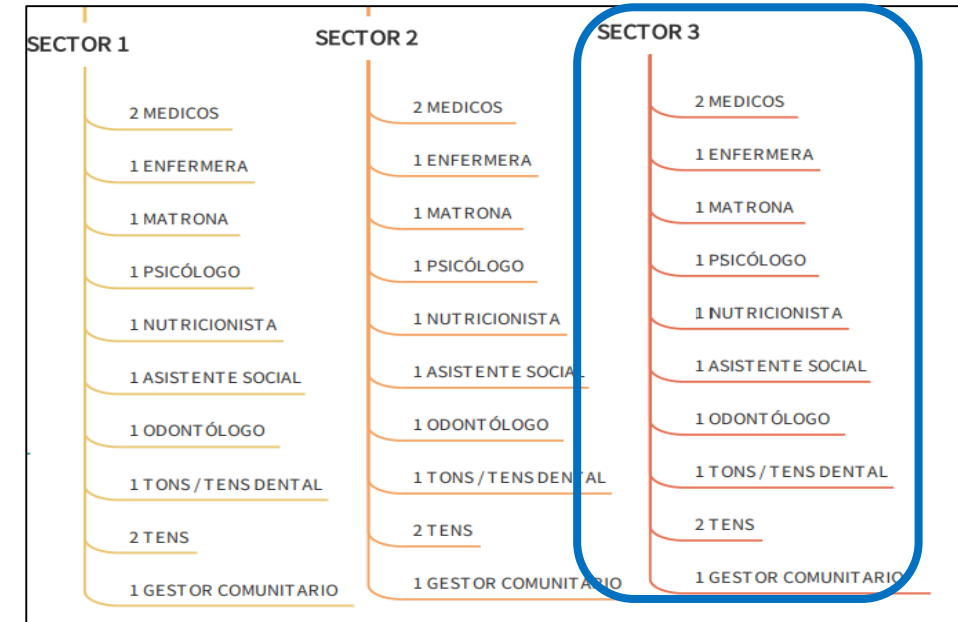 SECTOR 1
2 MEDICOS
1 ENFERMERA
1 MATRONA
1 PSICÓLOGO
1 NUTRICIONISTA
1 ASISTENTE SOCIAL
1 ODONTÓLOGO
1 TONS / TENS DENTAL
2 TENS
1 GESTOR COMUNITARIO
SECTOR 2
2 MEDICOS
1 ENFERMERA
1 MATRONA
1 PSICÓLOGO
1 NUTRICIONISTA
1 ASISTENTE SOCIAL
1 ODONTÓLOGO
1 TONS / TENS DENTAL
2 TENS
1 GESTOR COMUNITARIO
SECTOR 3
2 MEDICOS
1 ENFERMERA
1 MATRONA
1 PSICÓLOGO
1 NUTRICIONISTA
1 ASISTENTE SOCIAL
1 ODONTÓLOGO
1 TONS / TENS DENTAL
2 TENS
1 GESTOR COMUNITARIO